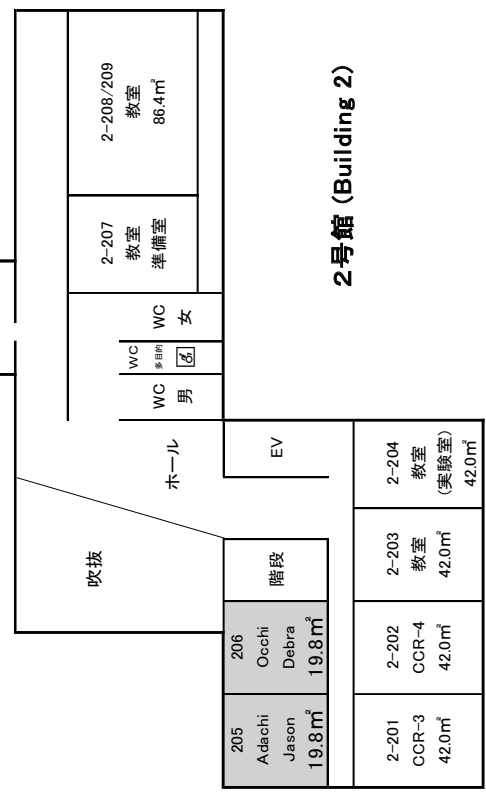 2-208/209
教室
86.4㎡
2-207
教室
準備室
2号館 (Building 2)
WC
女
WC
多目的
WC
男
ホール
EV
吹抜
階段
206
Occhi
Debra
19.8㎡
205
Adachi
Jason
19.8㎡
2-204
教室
(実験室)
42.0㎡
2-203
教室
42.0㎡
2-202
CCR-4
42.0㎡
2-201
CCR-3
42.0㎡